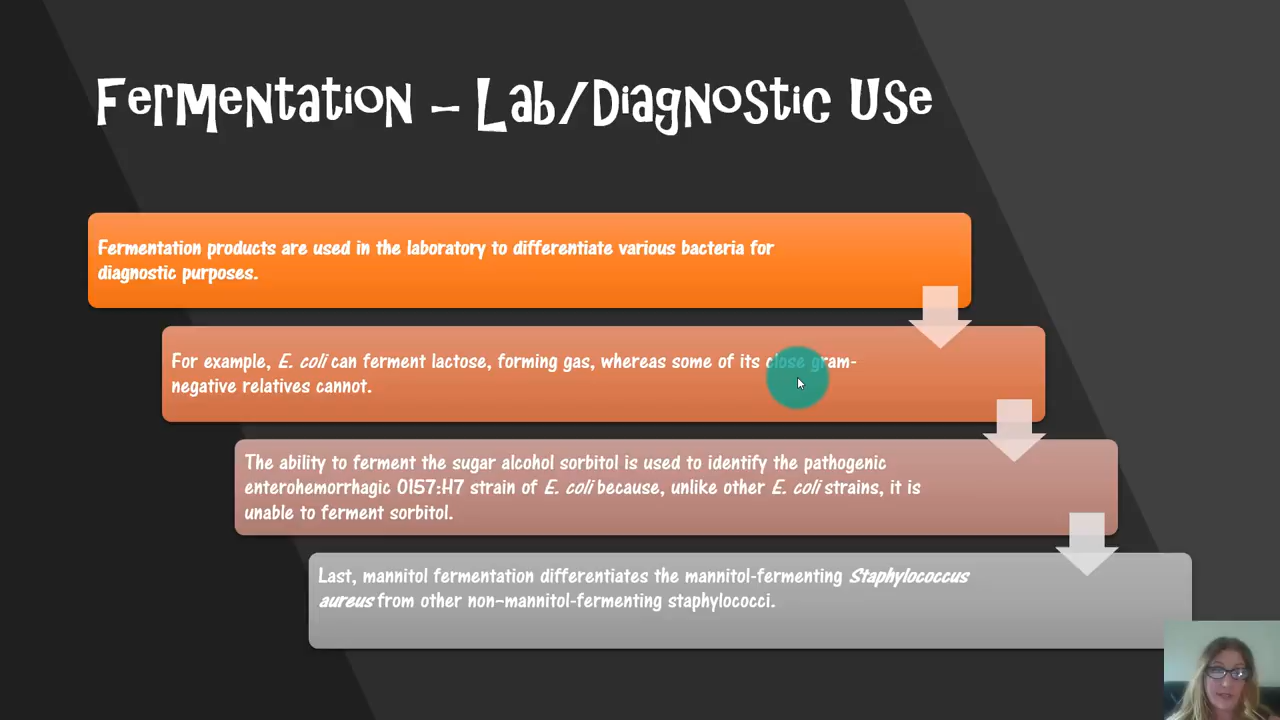 Fermentation – Lab/Diagnostic Use
Fermentation products are used in the laboratory to differentiate various bacteria for
diagnostic purposes.
For example, E. coli can ferment lactose, forming gas, whereas some of its close gram-
negative relatives cannot.
The ability to ferment the sugar alcohol sorbitol is used to identify the pathogenic
enterohemorrhagic O157:H7 strain of E. coli because, unlike other E. coli strains, it is
unable to ferment sorbitol.
Last, mannitol fermentation differentiates the mannitol-fermenting Staphylococcus
aureus from other non–mannitol-fermenting staphylococci.